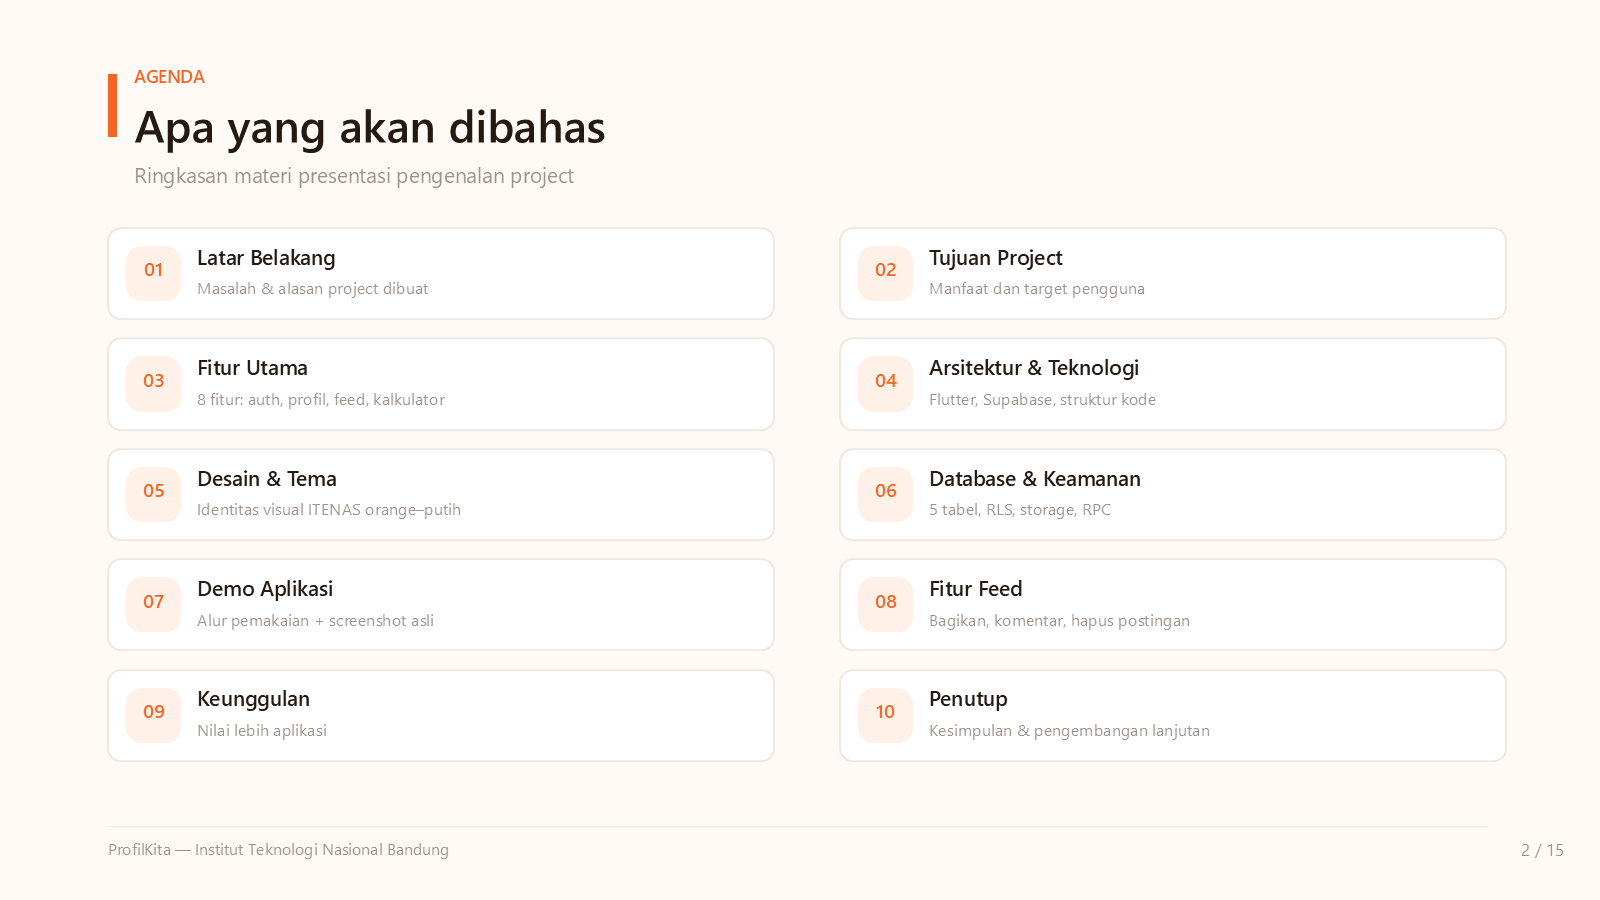 AGENDA
Apa yang akan dibahas
Ringkasan materi presentasi pengenalan project
01
Latar Belakang
Masalah & alasan project dibuat
02
Tujuan Project
Manfaat dan target pengguna
03
Fitur Utama
8 fitur: auth, profil, feed, kalkulator
04
Arsitektur & Teknologi
Flutter, Supabase, struktur kode
05
Desain & Tema
Identitas visual ITENAS orange–putih
06
Database & Keamanan
5 tabel, RLS, storage, RPC
07
Demo Aplikasi
Alur pemakaian + screenshot asli
08
Fitur Feed
Bagikan, komentar, hapus postingan
09
Keunggulan
Nilai lebih aplikasi
10
Penutup
Kesimpulan & pengembangan lanjutan
ProfilKita — Institut Teknologi Nasional Bandung
2 / 15